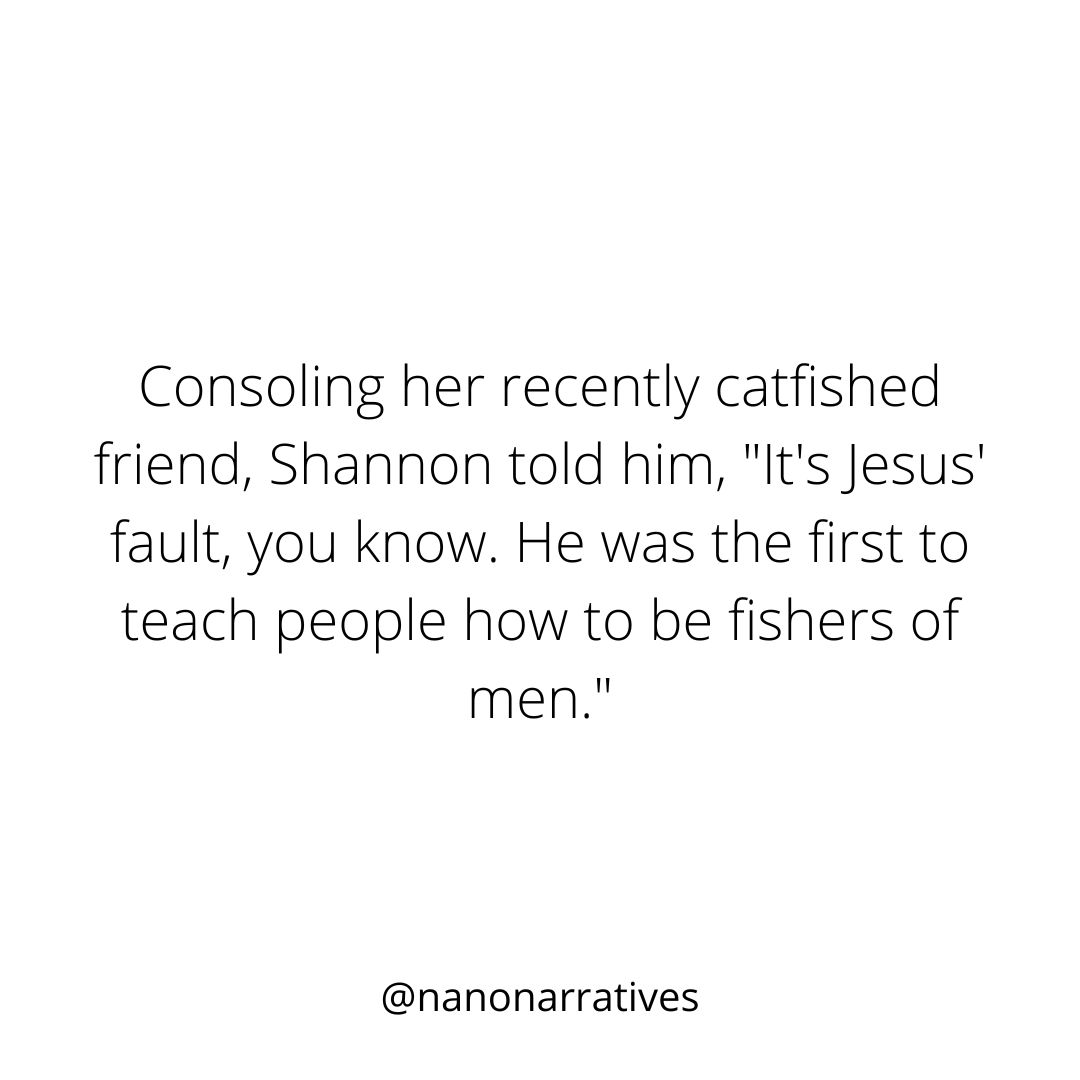 Consoling her recently catfished
friend, Shannon told him, "It's Jesus'
fault, you know. He was the first to
teach people how to be fishers of
men."
@nanonarratives